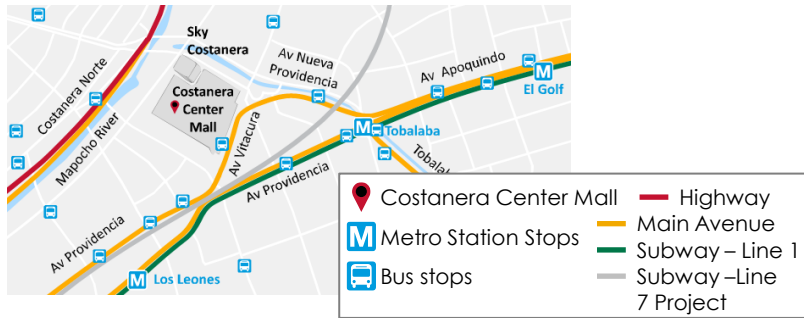 Sky
Costanera
Av Nueva
Providencia
Av Apoquindo
El Golf
Costanera Norte
Costanera
Center
Mall
Mapocho River
Av Vitacura
Tobalaba
Av Providencia
Av Providencia
Los Leones
Costanera Center Mall
Highway
M
Metro Station Stops
Main Avenue
Subway – Line 1
Bus stops
Subway –Line
7 Project